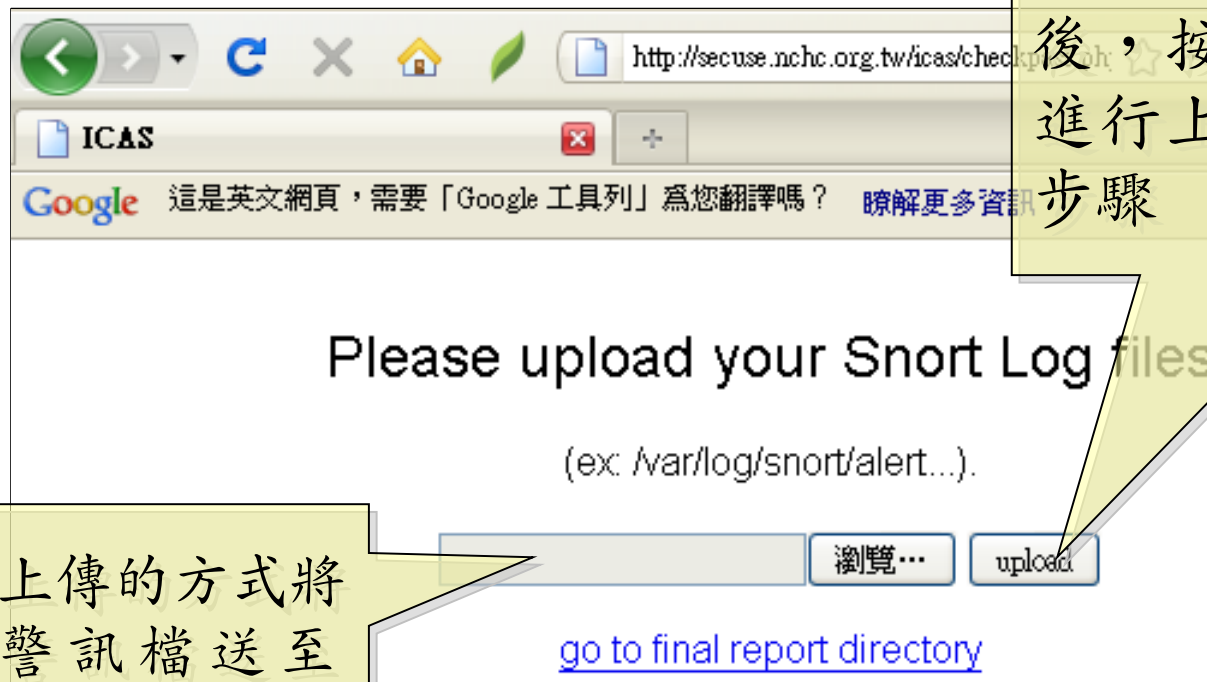 http://secuse.nchc.org.tw/icas/checkp
ICAS
Google 這是英文網頁，需要「Google 工具列」為您翻譯嗎？ 瞭解更多資訊
後，按
進行上
步驟
Please upload your Snort Log files
(ex: /var/log/snort/alert...).
瀏覽… upload
上傳的方式將
警訊檔送至
go to final report directory